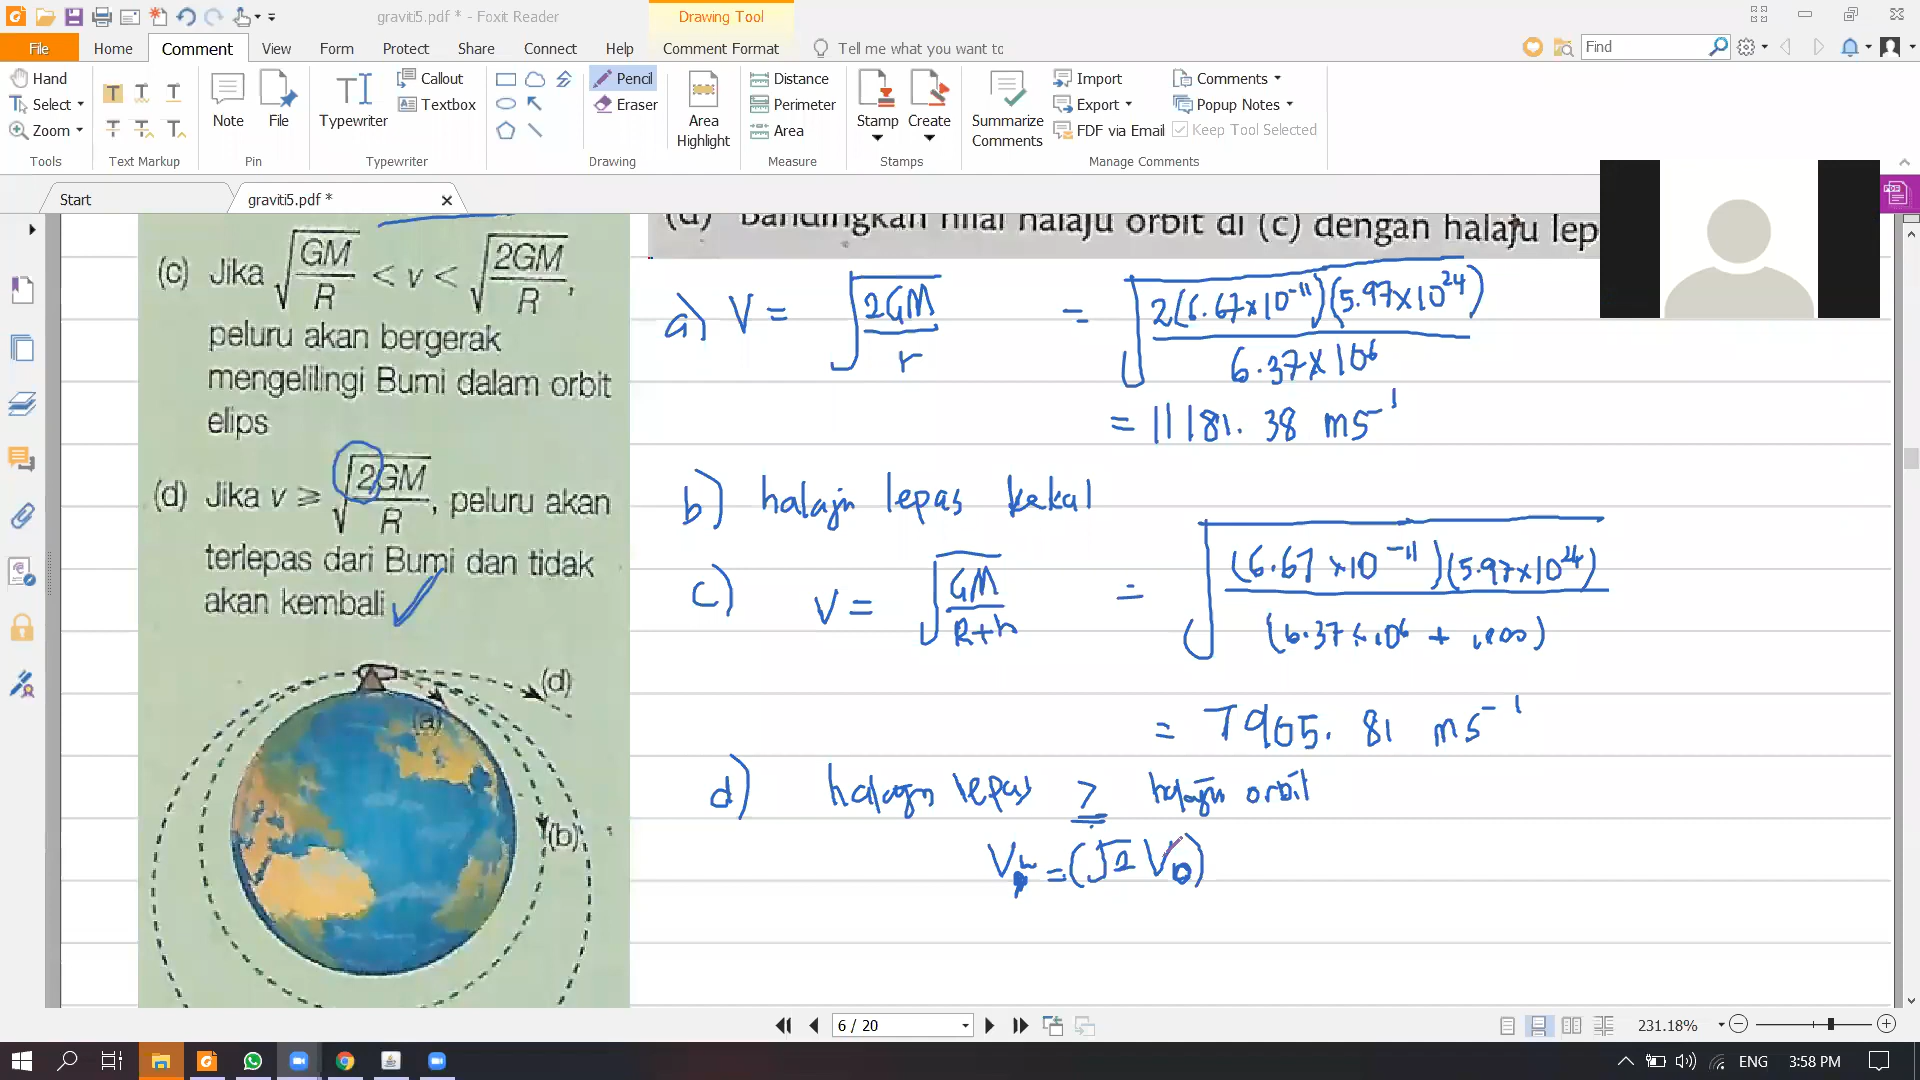 graviti5.pdf * - Foxit Reader
Drawing Tool
File Home Comment View Form Protect Share Connect Help Comment Format Tell me what you want to Find
Hand
Select
Zoom
Tools
Text Markup
Note
File
Pin
Typewriter
Callout
Textbox
Typewriter
Pencil
Eraser
Drawing
Area Highlight
Distance
Perimeter
Area
Measure
Stamp
Create
Stamps
Summarize Comments
Import
Export
FDF via Email
Comments
Popup Notes
Keep Tool Selected
Manage Comments
Start
graviti5.pdf *
(c) Jika √(GM/R) < v < √(2GM/R),
peluru akan bergerak
mengelilingi Bumi dalam orbit
elips
(d) Jika v ⩾ √(2GM/R), peluru akan
terlepas dari Bumi dan tidak
akan kembali
(d)
(a)
(b)
(d) Bandingkan nilai halaju orbit di (c) dengan halaju lep
a) V = √(2GM/r) = √(2(6.67×10⁻¹¹)(5.97×10²⁴)/6.37×10⁶)
= 11181.38 ms⁻¹
b) halaju lepas kekal
c) V = √(GM/R+h) = √((6.67×10⁻¹¹)(5.97×10²⁴)/(6.37×10⁶ +
= 7905.81 ms⁻¹
d) halaju lepas > halaju orbit
6 / 20
231.18%
ENG 3:58 PM